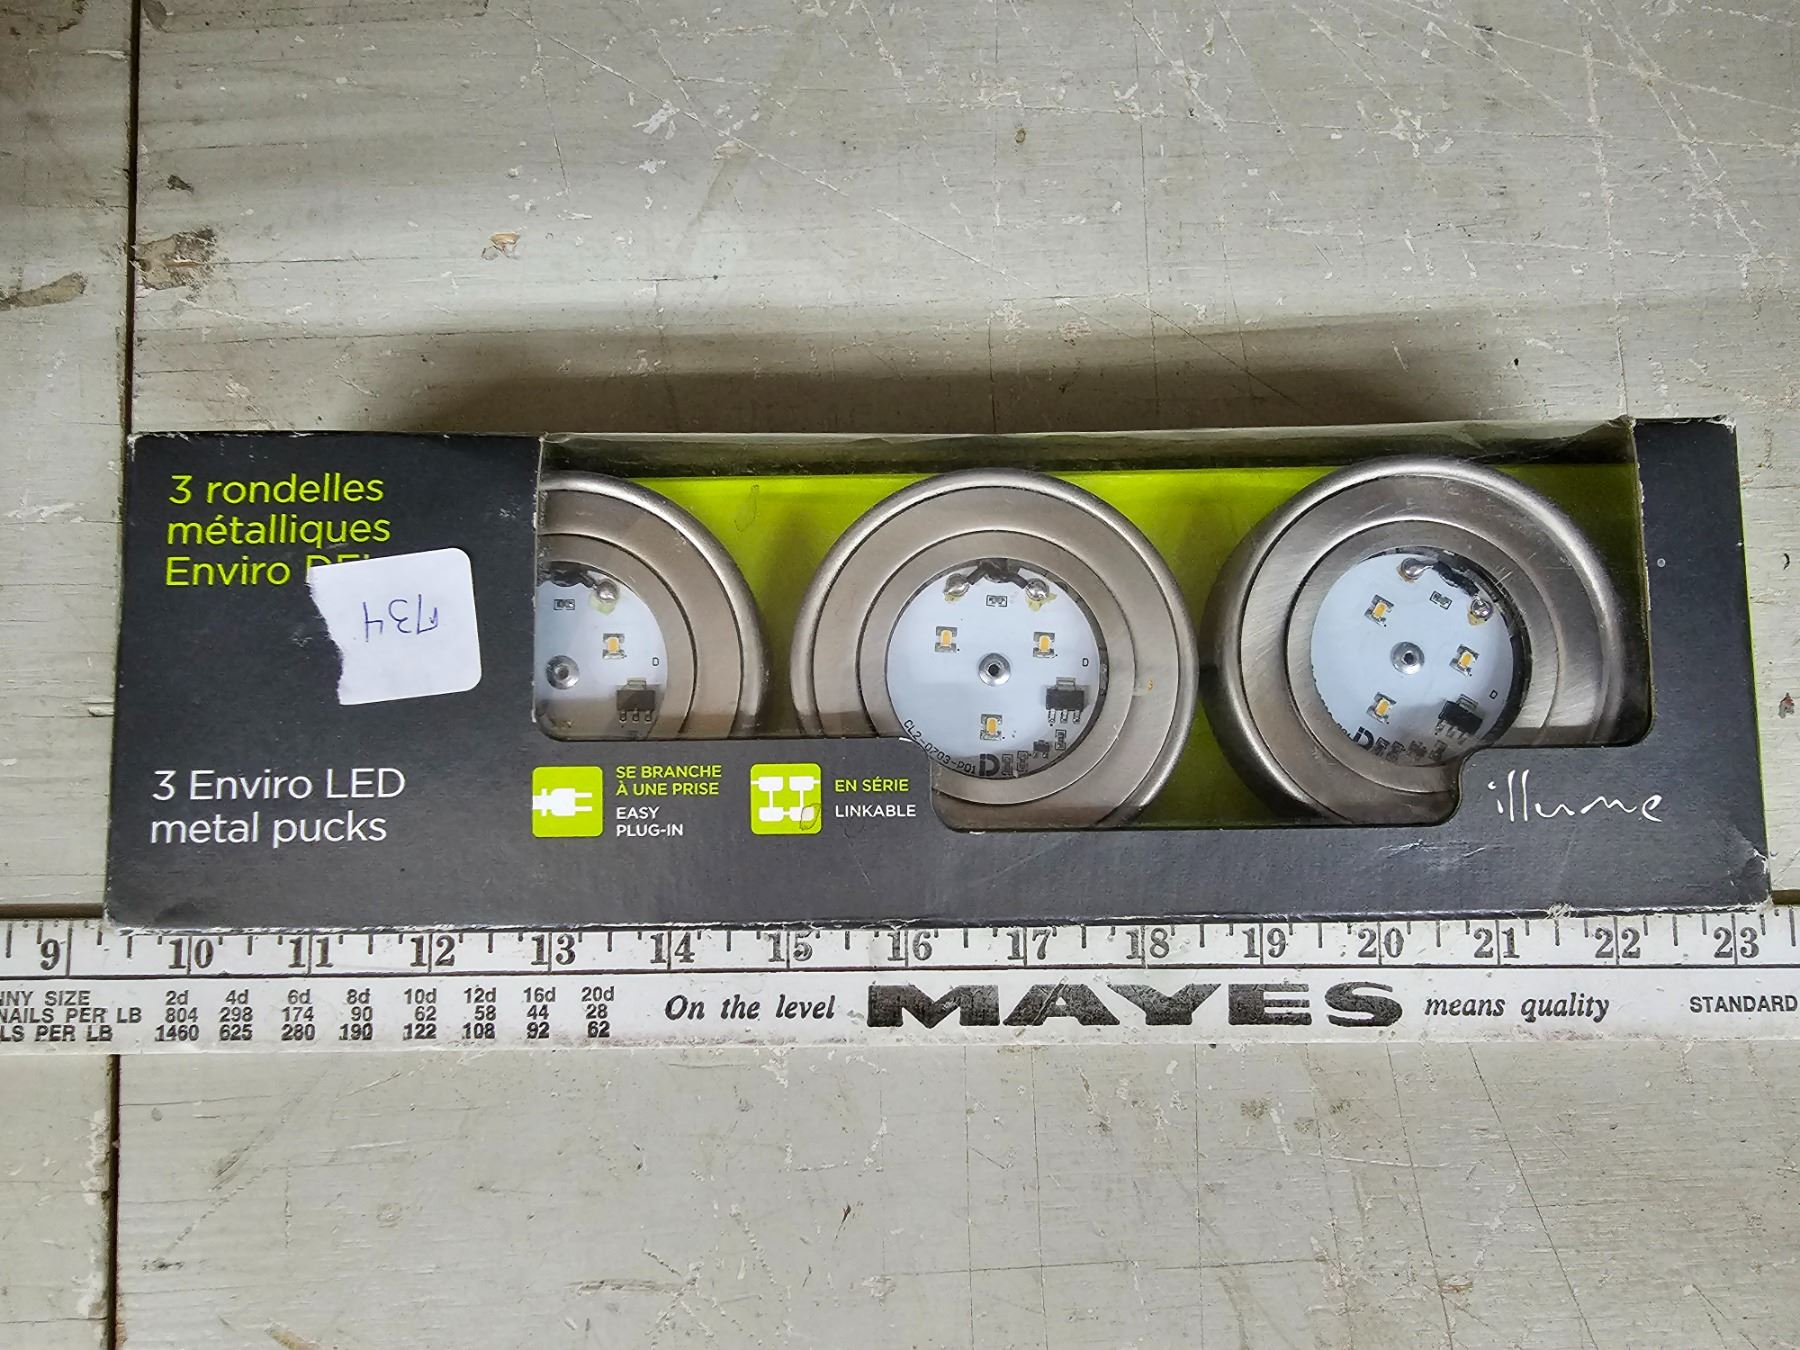 3 rondelles
métalliques
Enviro
734
3 Enviro LED
metal pucks
SE BRANCHE
À UNE PRISE
EASY
PLUG-IN
EN SÉRIE
LINKABLE
CL2-0703-P01
D
D
D
illume
9 10 11 12 13 14 15 16 17 18 19 20 21 22 23
NNY SIZE 2d 4d 6d 8d 10d 12d 16d 20d
NAILS PER LB 804 298 174 90 62 58 44 28
LS PER LB 1460 625 280 190 122 108 92 62
On the level MAYES means quality STANDARD